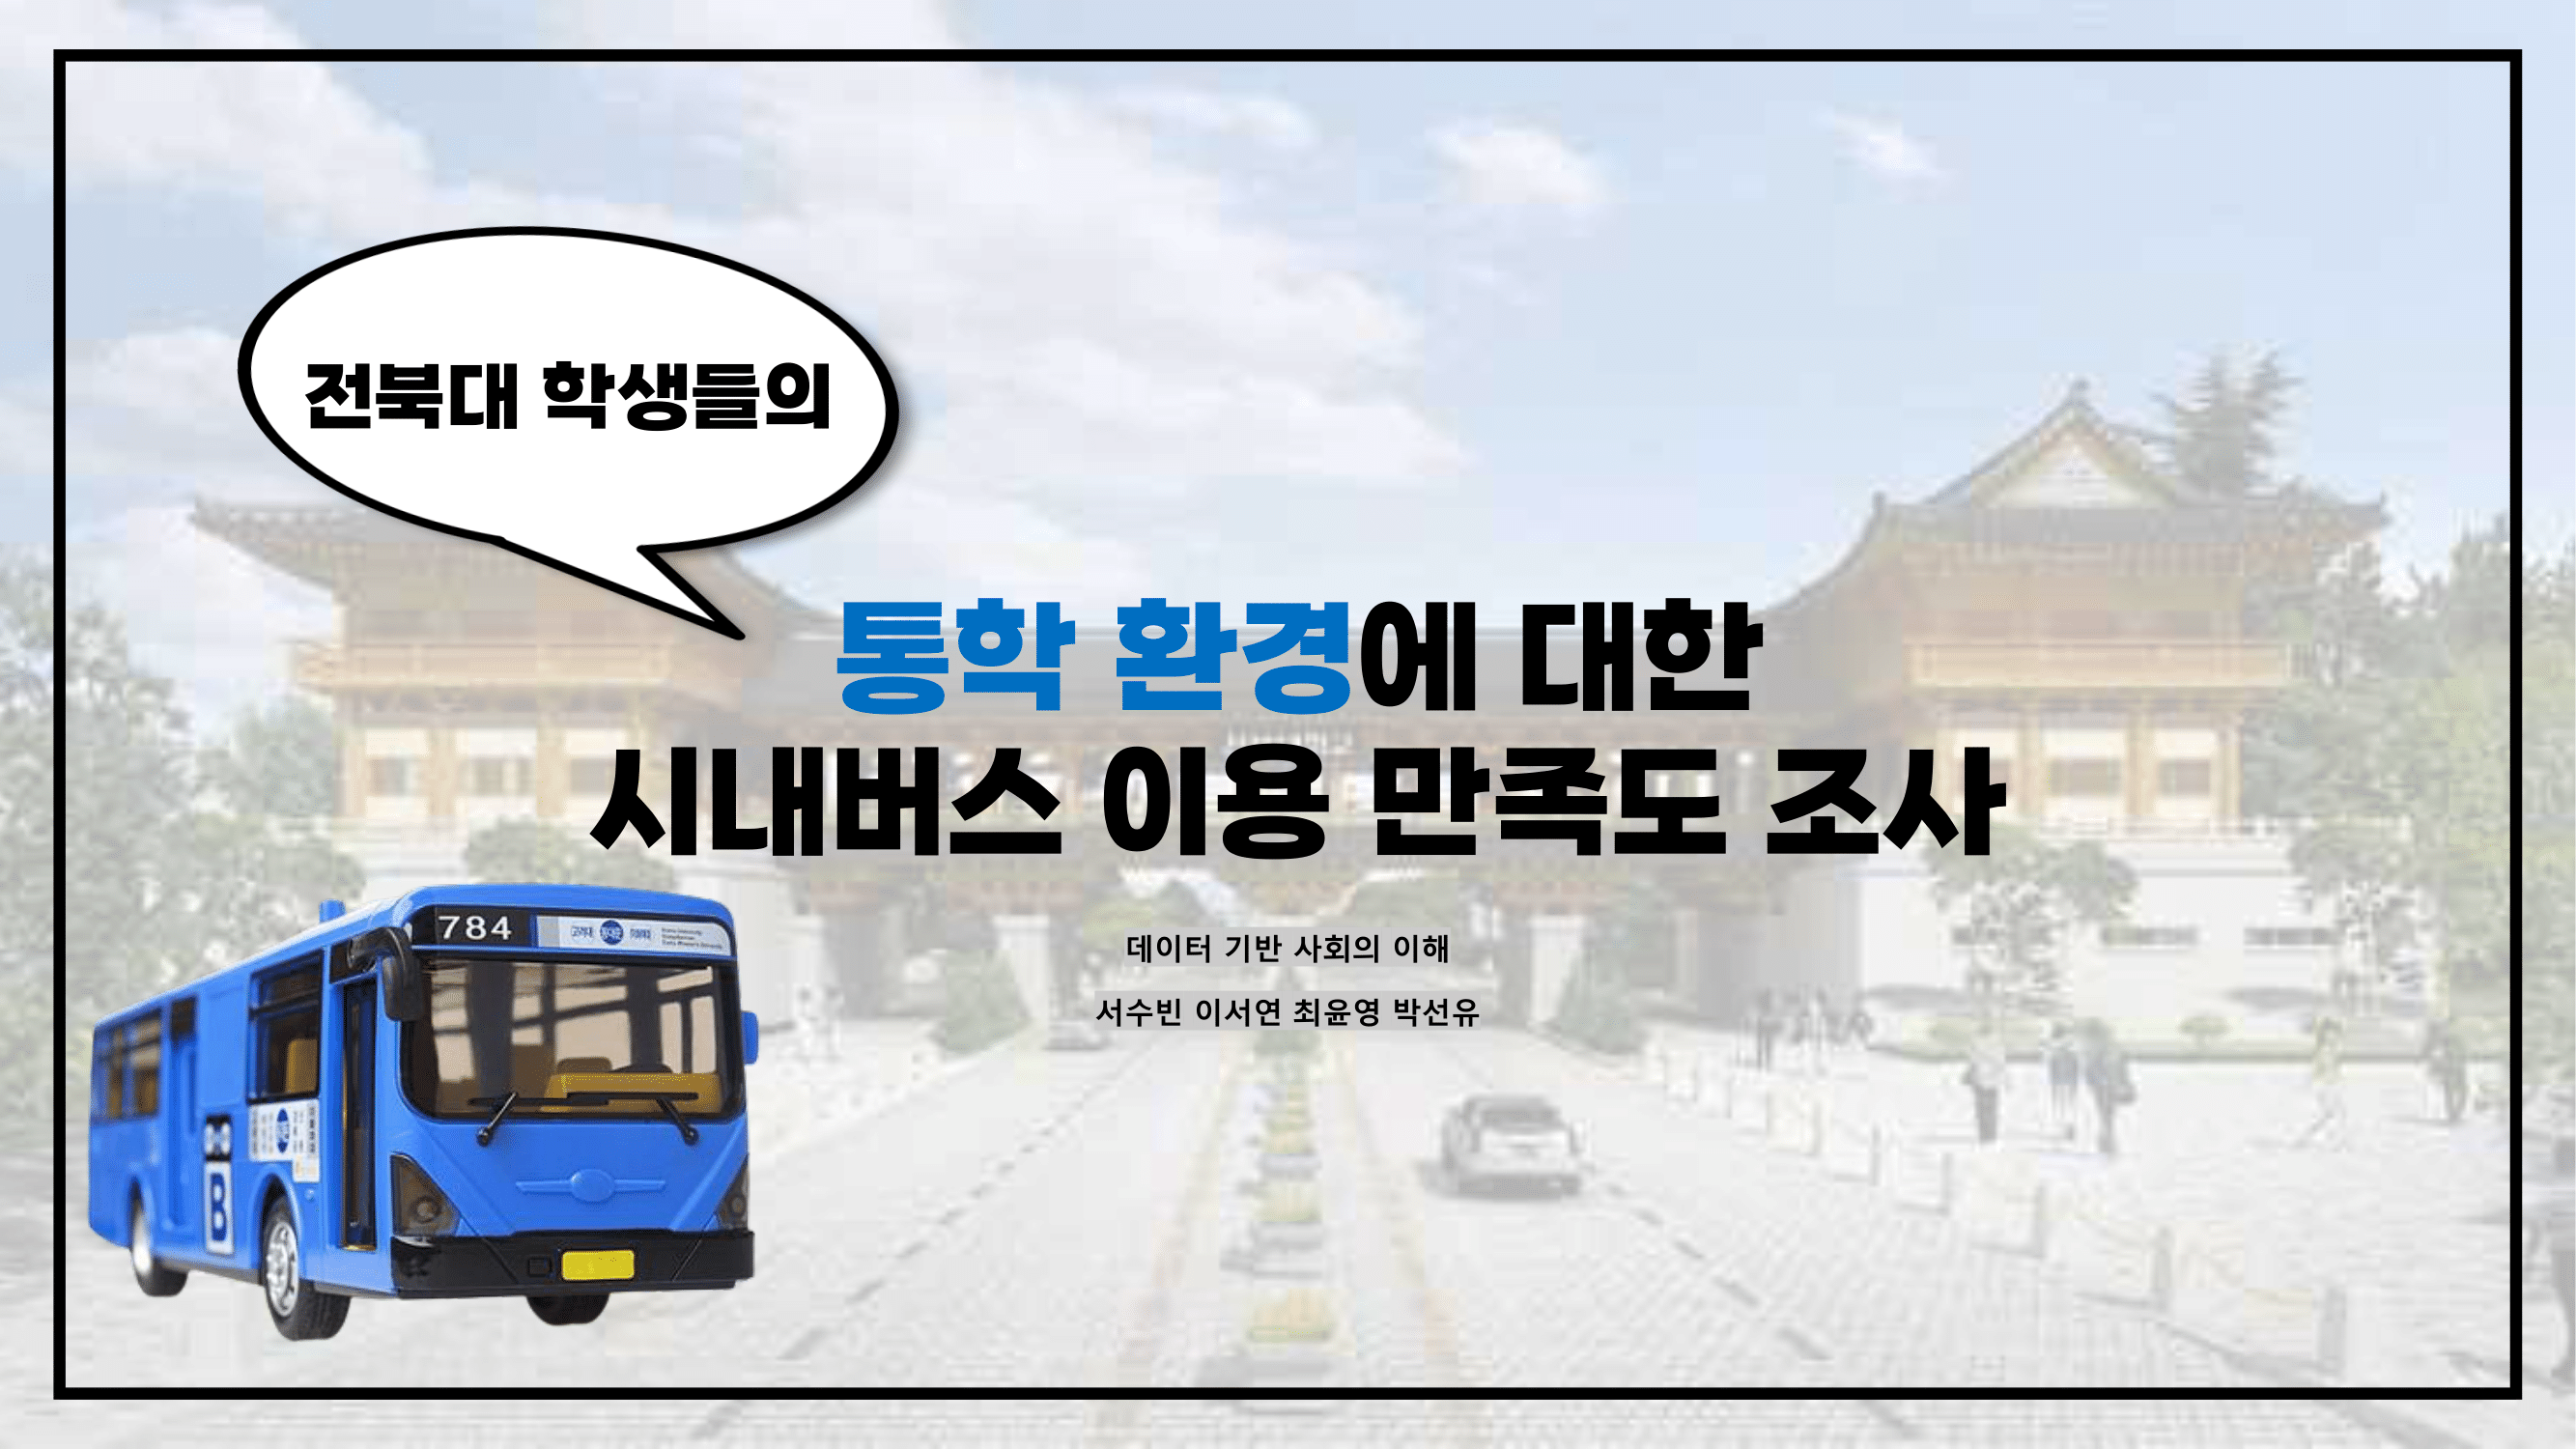 전북대 학생들의
통학 환경에 대한
시내버스 이용 만족도 조사
데이터 기반 사회의 이해
서수빈 이서연 최윤영 박선유
784
B